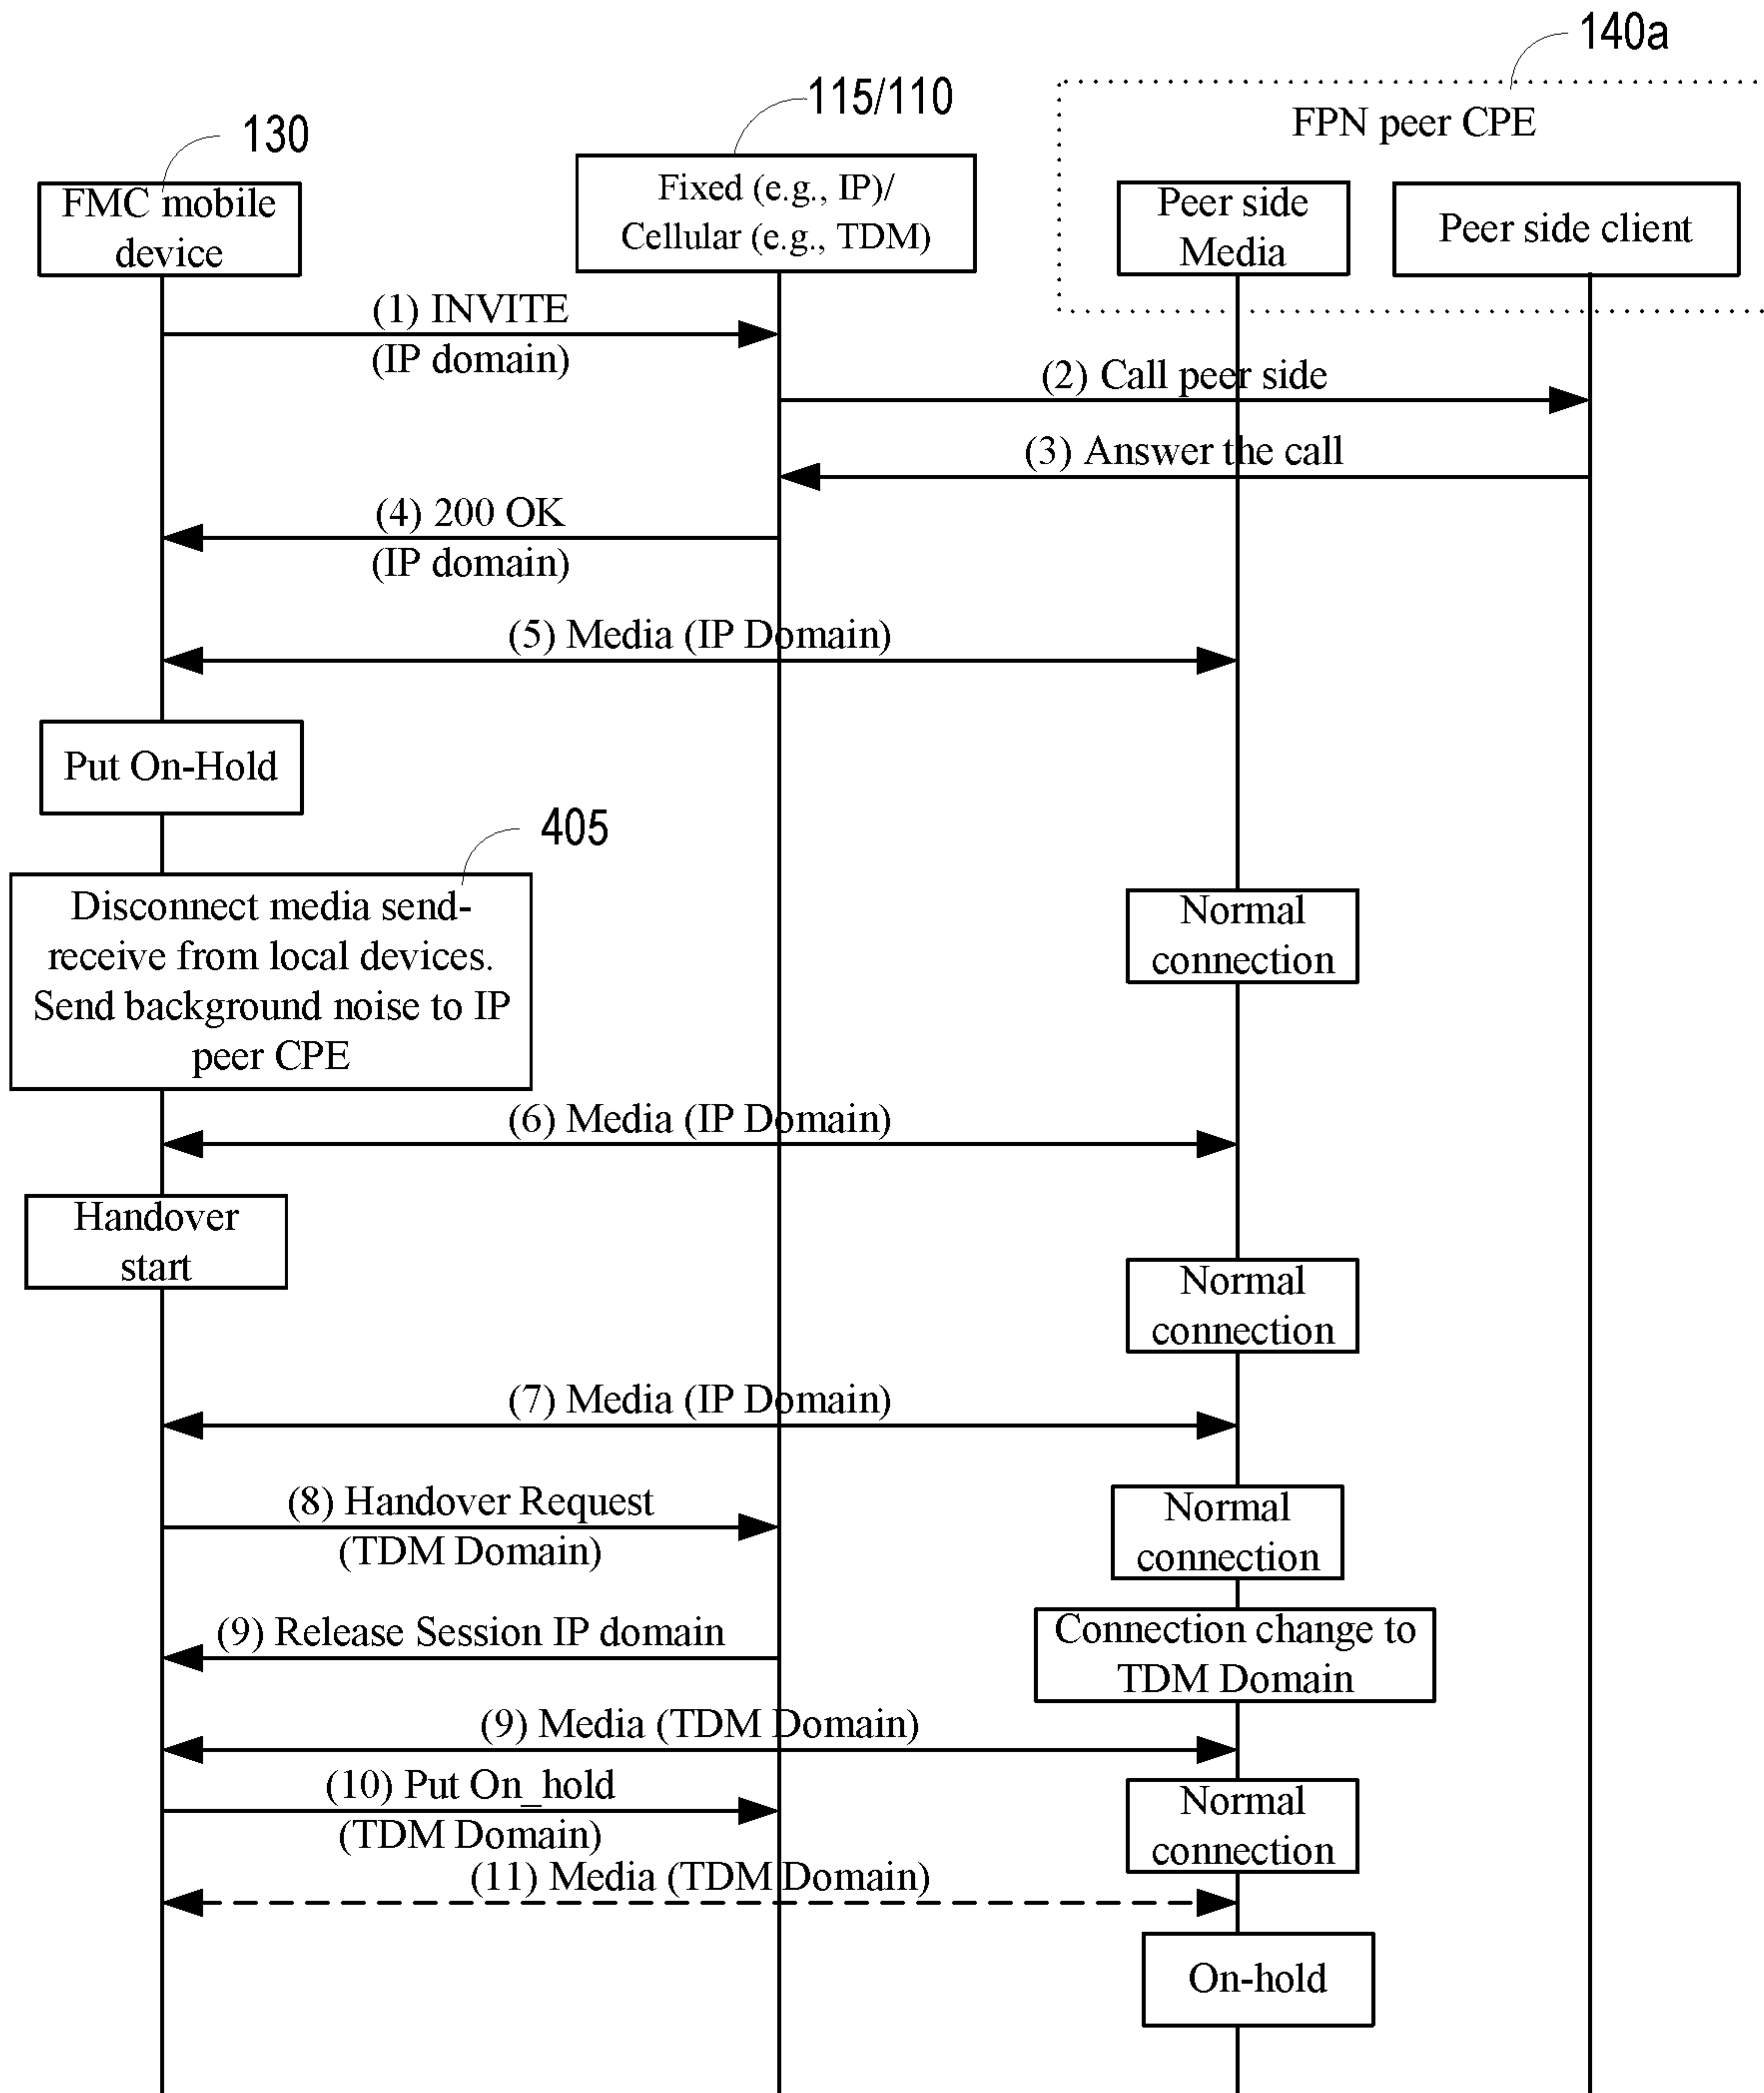 140a
115/110
FPN peer CPE
130
FMC mobile
device
Fixed (e.g., IP)/
Cellular (e.g., TDM)
Peer side
Media
Peer side client
(1) INVITE
(IP domain)
(2) Call peer side
(3) Answer the call
(4) 200 OK
(IP domain)
(5) Media (IP Domain)
Put On-Hold
405
Disconnect media send-
receive from local devices.
Send background noise to IP
peer CPE
Normal
connection
(6) Media (IP Domain)
Handover
start
Normal
connection
(7) Media (IP Domain)
(8) Handover Request
(TDM Domain)
Normal
connection
(9) Release Session IP domain
Connection change to
TDM Domain
(9) Media (TDM Domain)
(10) Put On_hold
(TDM Domain)
Normal
connection
(11) Media (TDM Domain)
On-hold